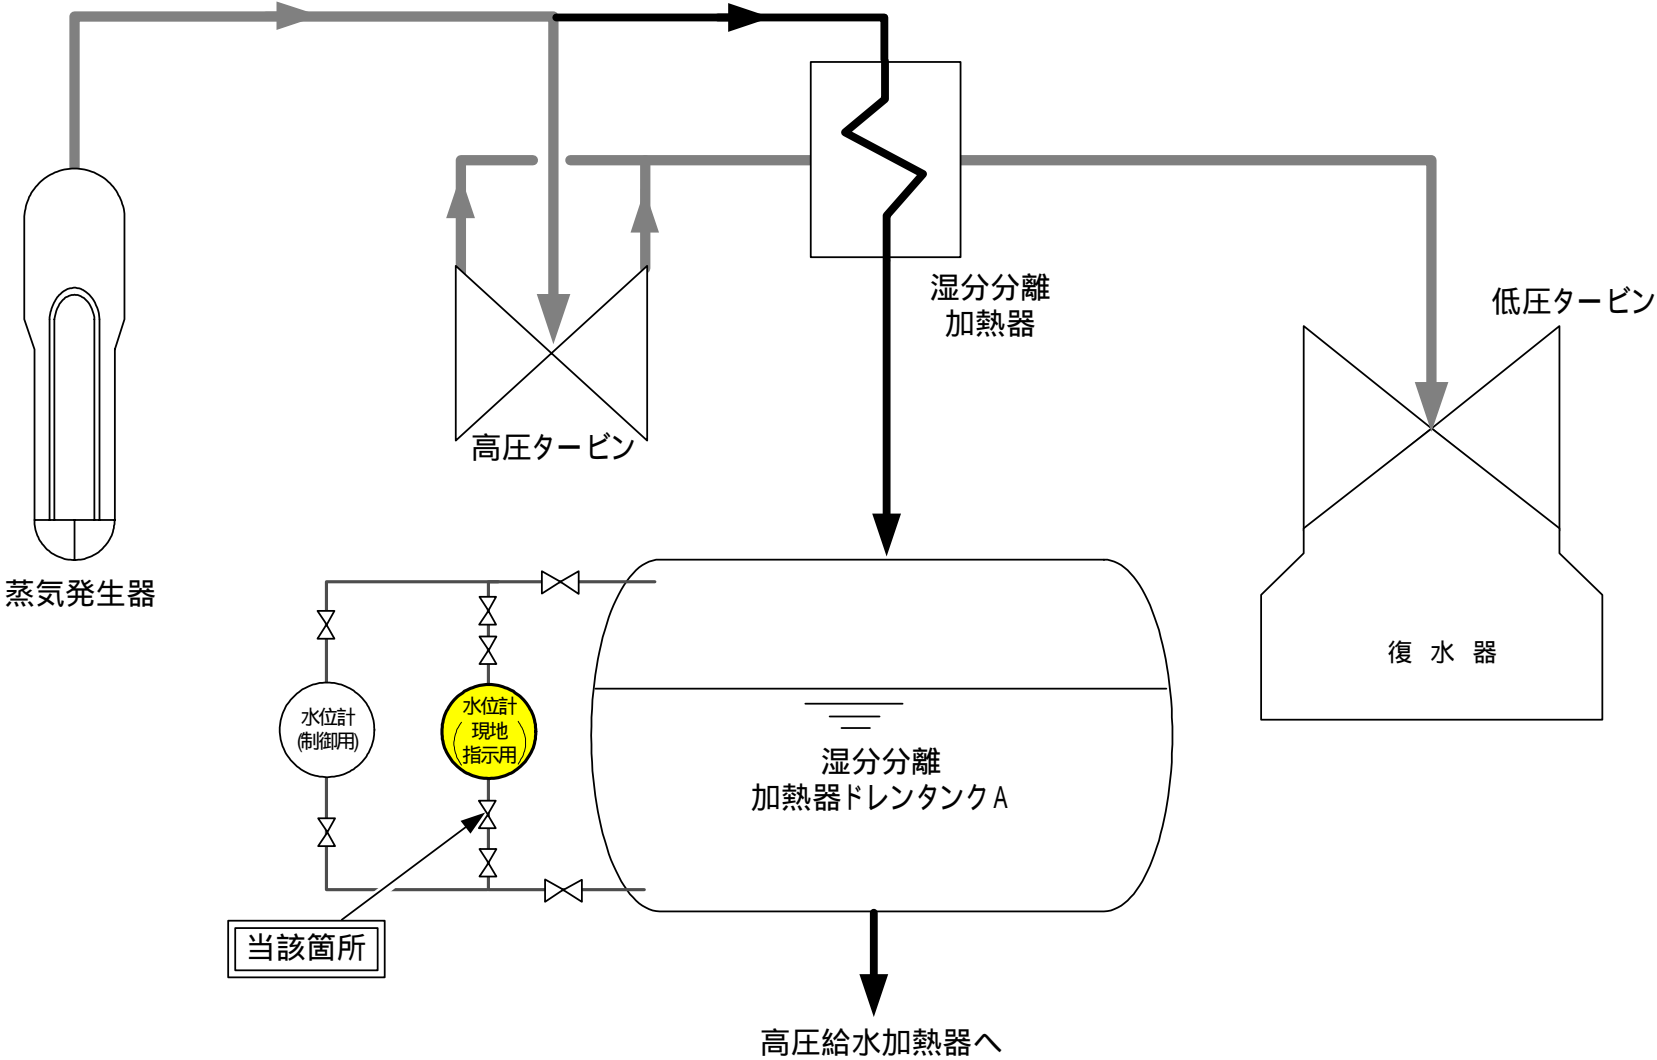 湿分分離
加熱器
低圧タービン
高圧タービン
蒸気発生器
復水器
水位計
(制御用)
水位計
(現地
指示用)
湿分分離
加熱器ドレンタンクA
当該箇所
高圧給水加熱器へ